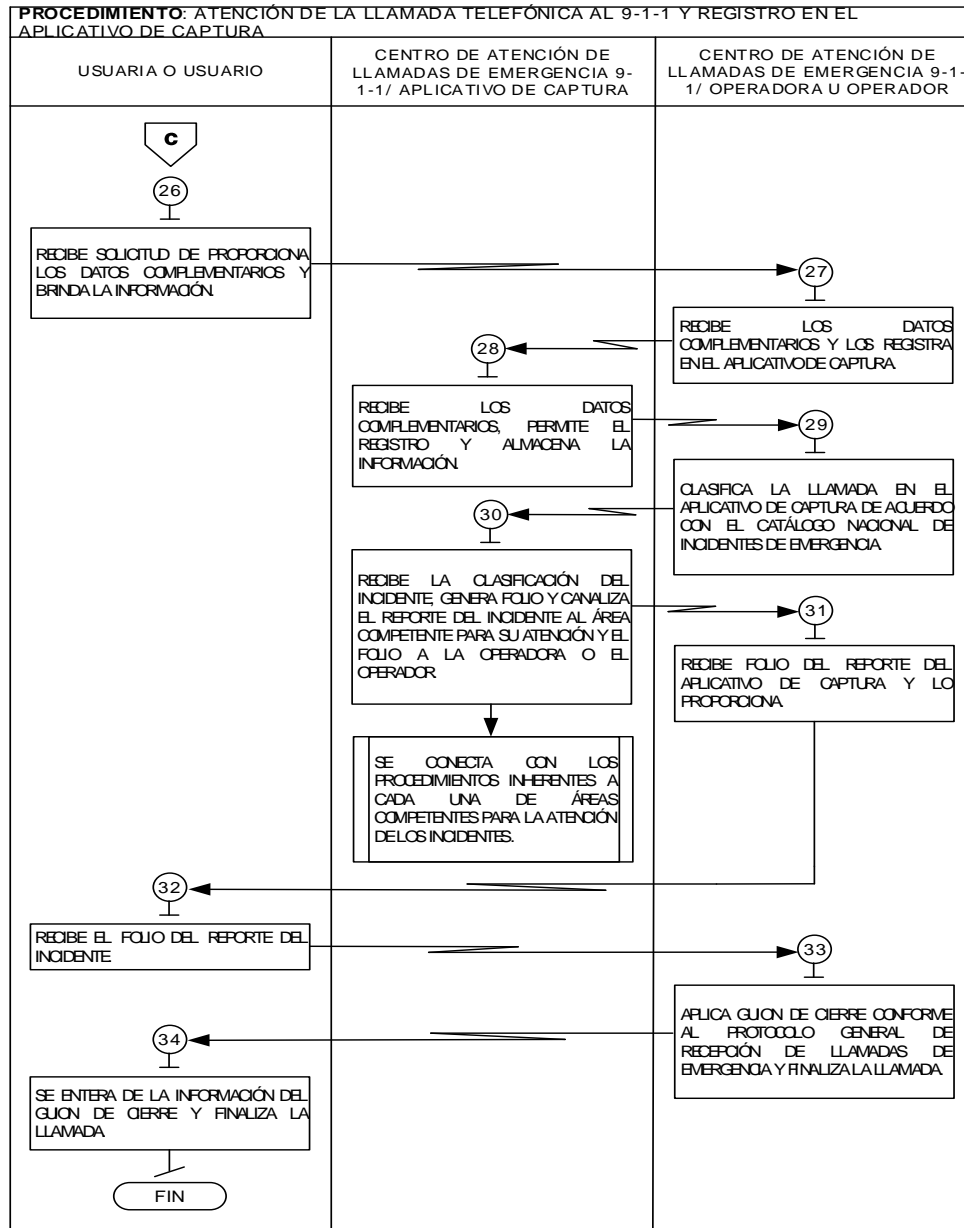 PROCEDIMIENTO: ATENCIÓN DE LA LLAMADA TELEFÓNICA AL 9-1-1 Y REGISTRO EN EL
APLICATIVO DE CAPTURA
USUARIA O USUARIO
CENTRO DE ATENCIÓN DE
LLAMADAS DE EMERGENCIA 9-
1-1/ APLICATIVO DE CAPTURA
CENTRO DE ATENCIÓN DE
LLAMADAS DE EMERGENCIA 9-1-
1/ OPERADORA U OPERADOR
C
26
RECIBE SOLICITUD DE PROPORCIONA
LOS DATOS COMPLEMENTARIOS Y
BRINDA LA INFORMACIÓN.
27
RECIBE LOS DATOS
COMPLEMENTARIOS Y LOS REGISTRA
EN EL APLICATIVO DE CAPTURA.
28
RECIBE LOS DATOS
COMPLEMENTARIOS, PERMITE EL
REGISTRO Y ALMACENA LA
INFORMACIÓN.
29
CLASIFICA LA LLAMADA EN EL
APLICATIVO DE CAPTURA DE ACUERDO
CON EL CATÁLOGO NACIONAL DE
INCIDENTES DE EMERGENCIA.
30
RECIBE LA CLASIFICACIÓN DEL
INCIDENTE, GENERA FOLIO Y CANALIZA
EL REPORTE DEL INCIDENTE AL ÁREA
COMPETENTE PARA SU ATENCIÓN Y EL
FOLIO A LA OPERADORA O EL
OPERADOR.
31
RECIBE FOLIO DEL REPORTE DEL
APLICATIVO DE CAPTURA Y LO
PROPORCIONA.
SE CONECTA CON LOS
PROCEDIMIENTOS INHERENTES A
CADA UNA DE ÁREAS
COMPETENTES PARA LA ATENCIÓN
DE LOS INCIDENTES.
32
RECIBE EL FOLIO DEL REPORTE DEL
INCIDENTE.
33
APLICA GUION DE CIERRE CONFORME
AL PROTOCOLO GENERAL DE
RECEPCIÓN DE LLAMADAS DE
EMERGENCIA Y FINALIZA LA LLAMADA.
34
SE ENTERA DE LA INFORMACIÓN DEL
GUION DE CIERRE Y FINALIZA LA
LLAMADA.
FIN